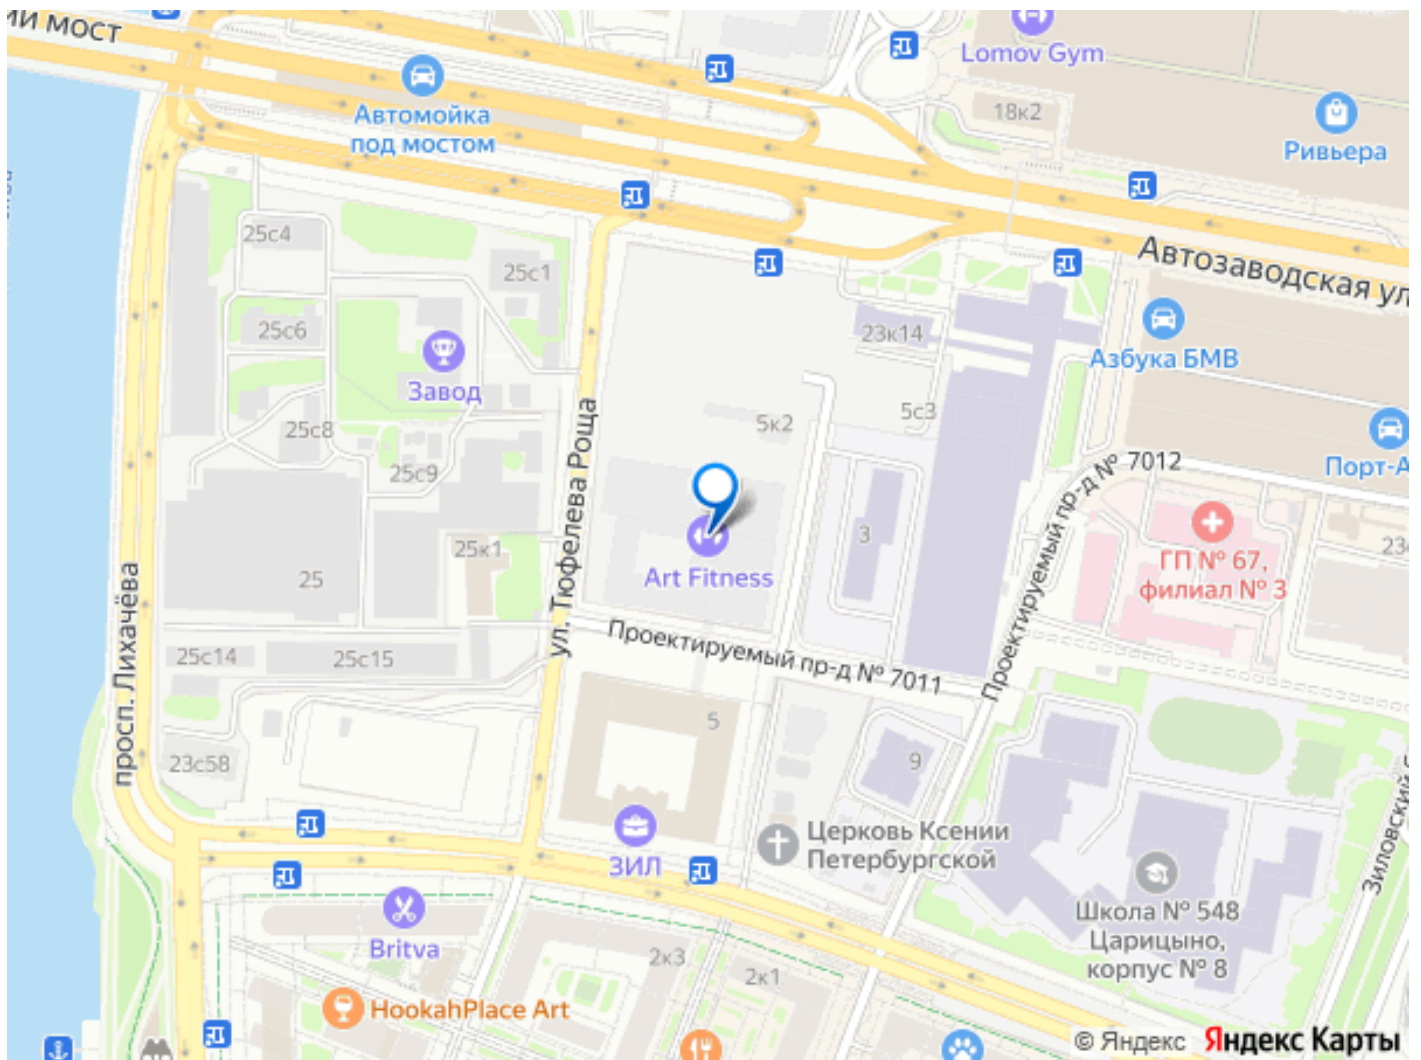 ий мост
Lomov Gym
Автомойка
под мостом
18к2
Ривьера
25с4
25с1
Автозаводская ул
25с6
23к14
Азбука БМВ
Завод
5с3
5к2
25с8
25с9
Порт-А
ул. Тюфелева Роща
Проектируемый пр-д № 7012
25к1
3
23
ГП № 67,
филиал № 3
Art Fitness
25
просп. Лихачёва
Проектируемый пр-д № 7011
25с14
25с15
5
23с58
9
Зиловский
Церковь Ксении
Петербургской
ЗИЛ
Школа № 548
Царицыно,
корпус № 8
Britva
2к3
2к1
HookahPlace Art
© Яндекс Яндекс Карты